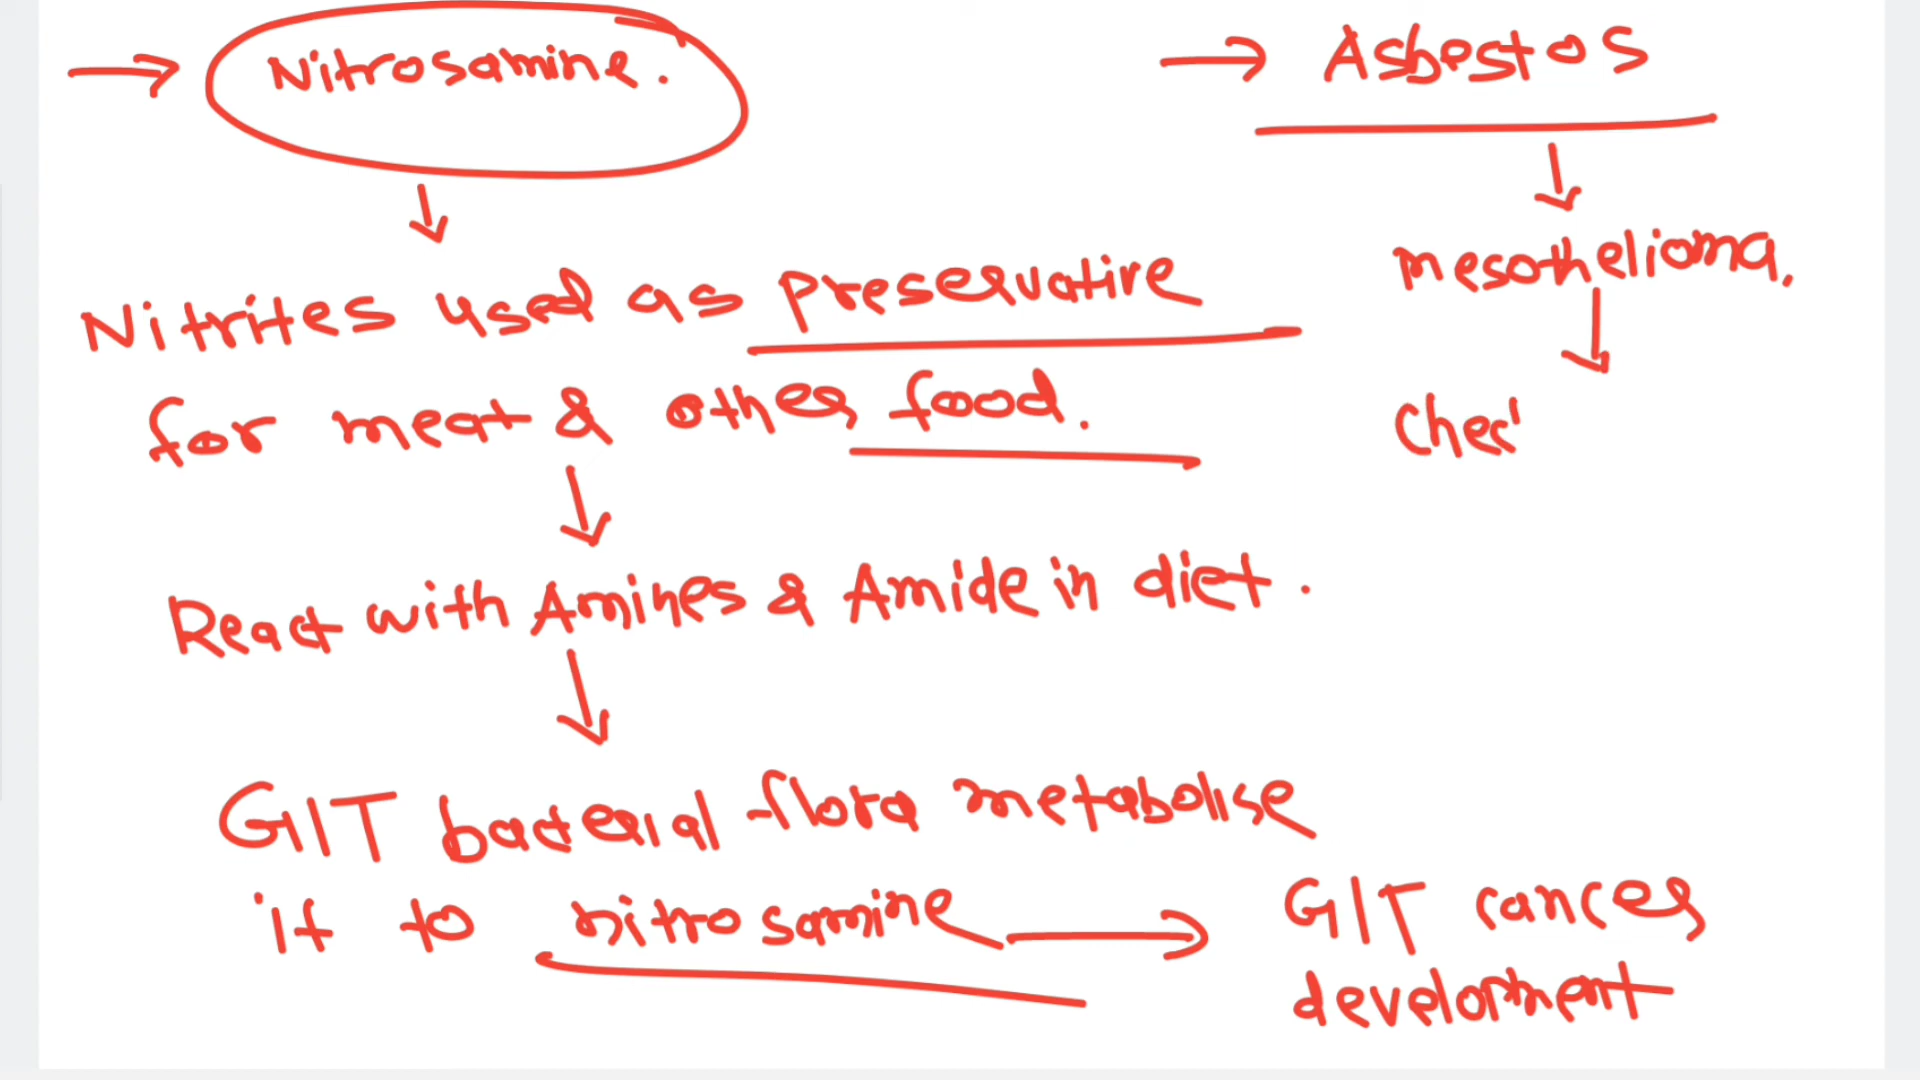 → Nitrosamine.
↓
Nitrites used as preservative
for meat & other food.
↓
React with Amines & Amide in diet.
↓
GIT bacterial flora metabolise
it to nitrosamine → GIT cancer
development
→ Asbestos
↓
mesothelioma.
↓